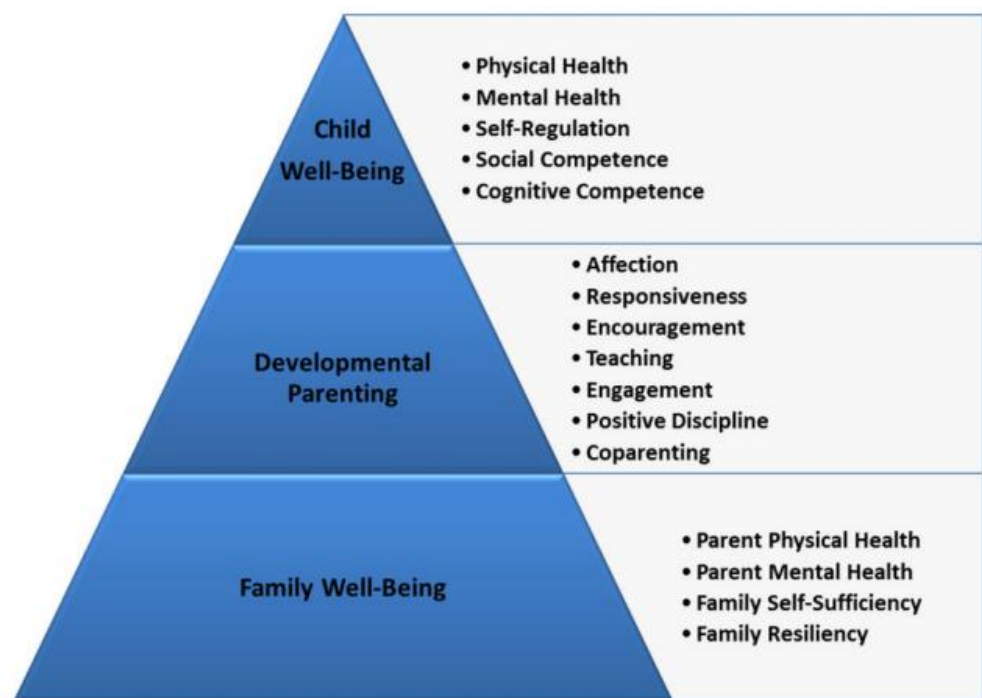 Child
Well-Being
• Physical Health
• Mental Health
• Self-Regulation
• Social Competence
• Cognitive Competence
Developmental
Parenting
• Affection
• Responsiveness
• Encouragement
• Teaching
• Engagement
• Positive Discipline
• Coparenting
Family Well-Being
• Parent Physical Health
• Parent Mental Health
• Family Self-Sufficiency
• Family Resiliency